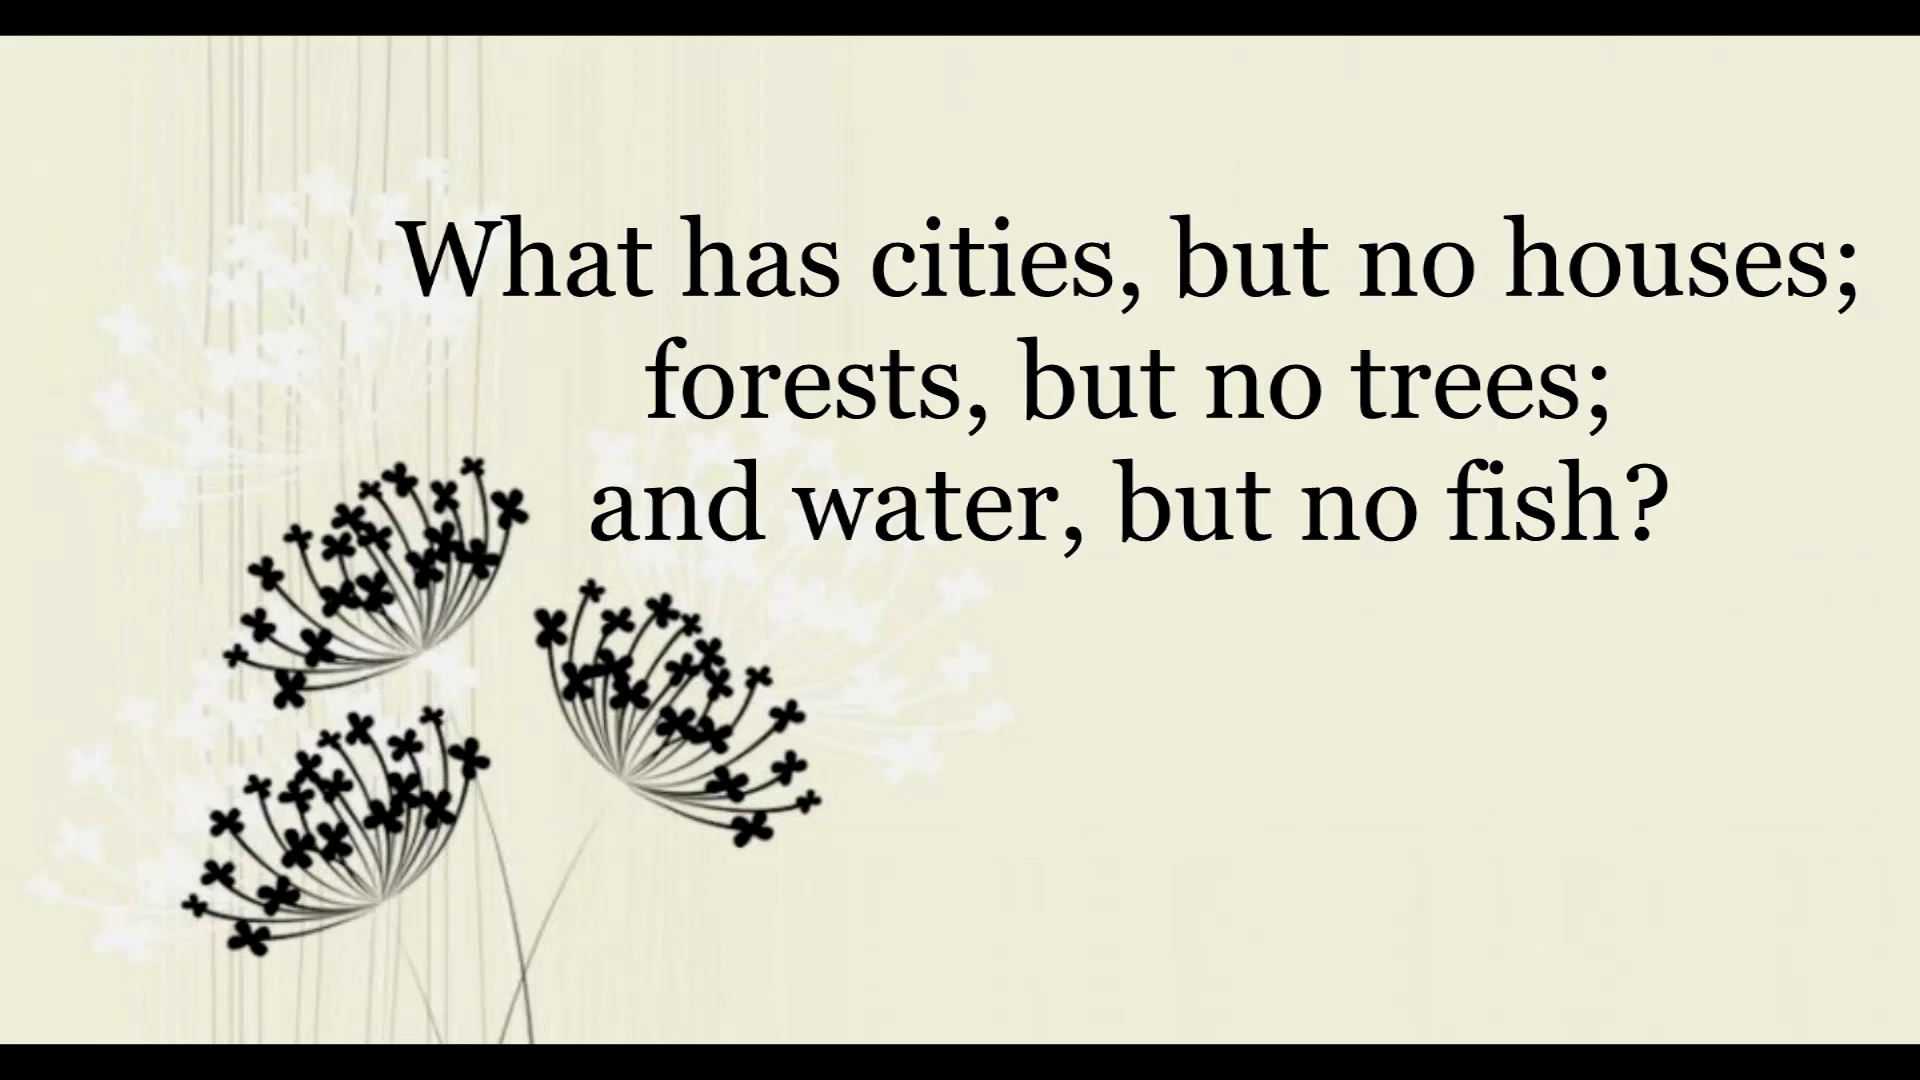 What has cities, but no houses;
forests, but no trees;
and water, but no fish?